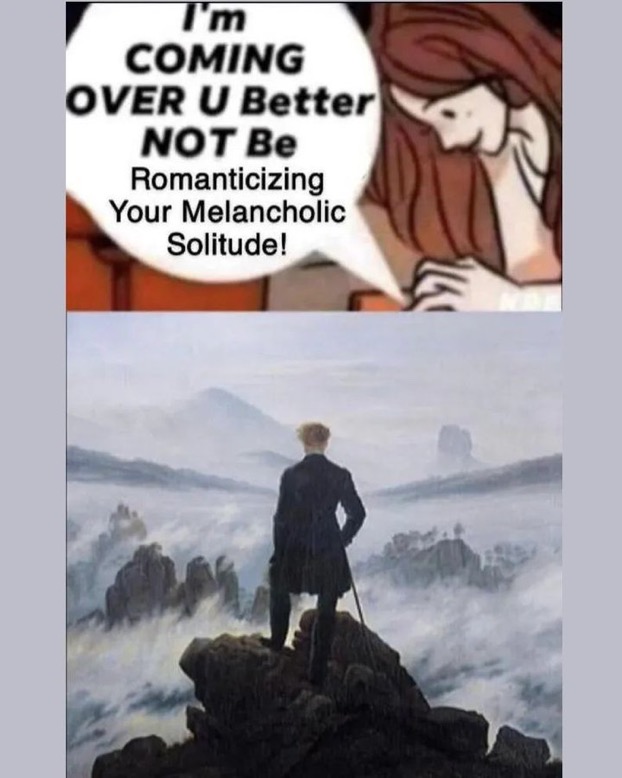 I'm
COMING
OVER U Better
NOT Be
Romanticizing
Your Melancholic
Solitude!